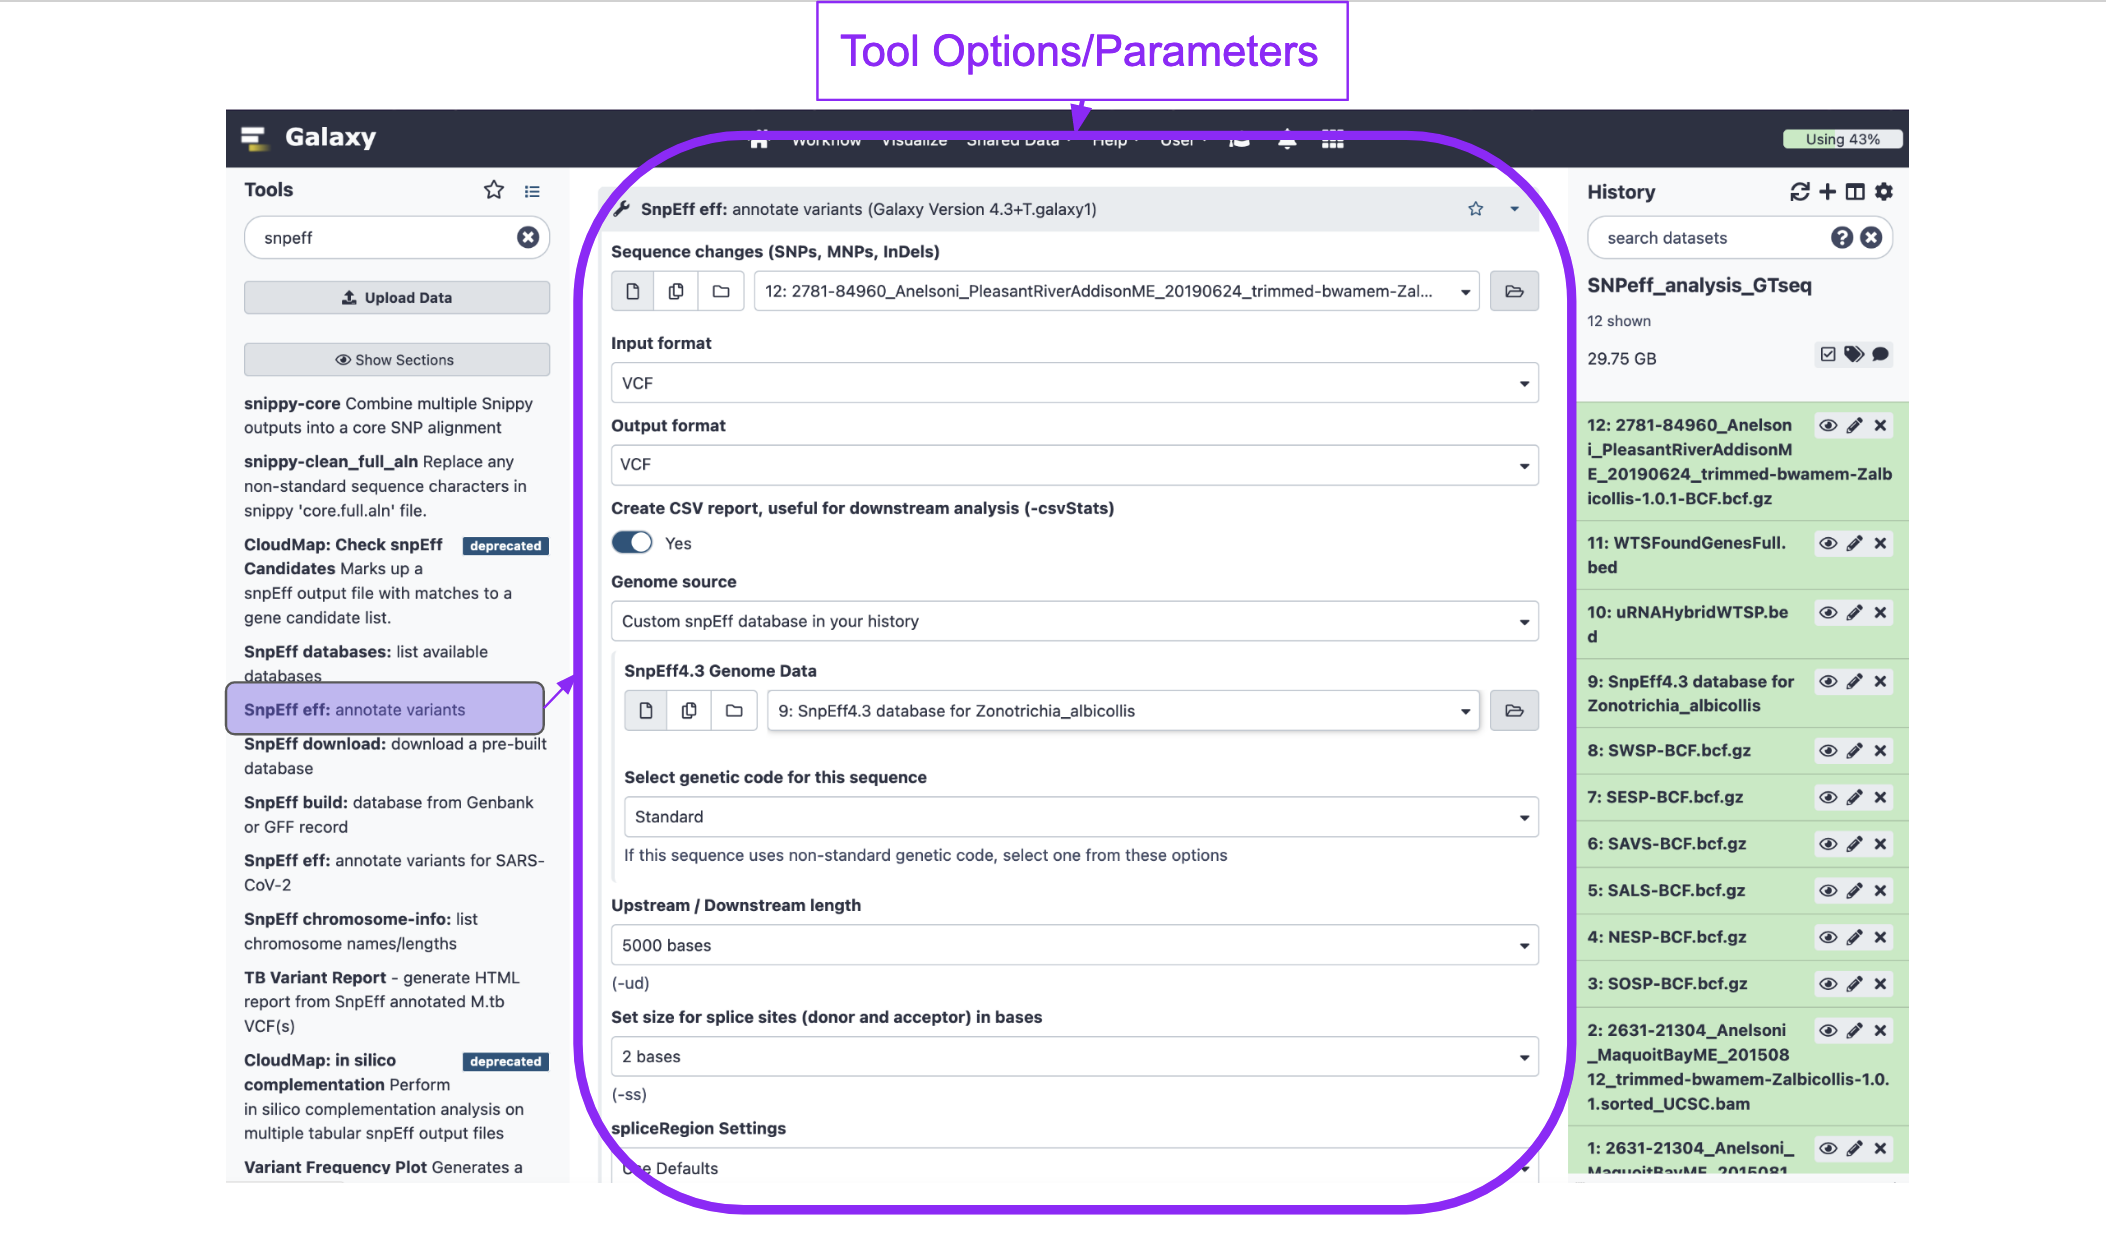 Tool Options/Parameters
Galaxy
Workflow Visualize Shared Data Help User
Using 43%
Tools
snpeff
Upload Data
Show Sections
snippy-core Combine multiple Snippy
outputs into a core SNP alignment
snippy-clean_full_aln Replace any
non-standard sequence characters in
snippy 'core.full.aln' file.
CloudMap: Check snpEff deprecated
Candidates Marks up a
snpEff output file with matches to a
gene candidate list.
SnpEff databases: list available
databases
SnpEff eff: annotate variants
SnpEff download: download a pre-built
database
SnpEff build: database from Genbank
or GFF record
SnpEff eff: annotate variants for SARS-
CoV-2
SnpEff chromosome-info: list
chromosome names/lengths
TB Variant Report - generate HTML
report from SnpEff annotated M.tb
VCF(s)
CloudMap: in silico deprecated
complementation Perform
in silico complementation analysis on
multiple tabular snpEff output files
Variant Frequency Plot Generates a
SnpEff eff: annotate variants (Galaxy Version 4.3+T.galaxy1)
Sequence changes (SNPs, MNPs, InDels)
12: 2781-84960_Anelsoni_PleasantRiverAddisonME_20190624_trimmed-bwamem-Zal...
Input format
VCF
Output format
VCF
Create CSV report, useful for downstream analysis (-csvStats)
Yes
Genome source
Custom snpEff database in your history
SnpEff4.3 Genome Data
9: SnpEff4.3 database for Zonotrichia_albicollis
Select genetic code for this sequence
Standard
If this sequence uses non-standard genetic code, select one from these options
Upstream / Downstream length
5000 bases
(-ud)
Set size for splice sites (donor and acceptor) in bases
2 bases
(-ss)
spliceRegion Settings
Use Defaults
History
search datasets
SNPeff_analysis_GTseq
12 shown
29.75 GB
12: 2781-84960_Anelson
i_PleasantRiverAddisonM
E_20190624_trimmed-bwamem-Zalb
icollis-1.0.1-BCF.bcf.gz
11: WTSFoundGenesFull.
bed
10: uRNAHybridWTSP.be
d
9: SnpEff4.3 database for
Zonotrichia_albicollis
8: SWSP-BCF.bcf.gz
7: SESP-BCF.bcf.gz
6: SAVS-BCF.bcf.gz
5: SALS-BCF.bcf.gz
4: NESP-BCF.bcf.gz
3: SOSP-BCF.bcf.gz
2: 2631-21304_Anelsoni
_MaquoitBayME_201508
12_trimmed-bwamem-Zalbicollis-1.0.
1.sorted_UCSC.bam
1: 2631-21304_Anelsoni_
MaquoitBayME_2015081